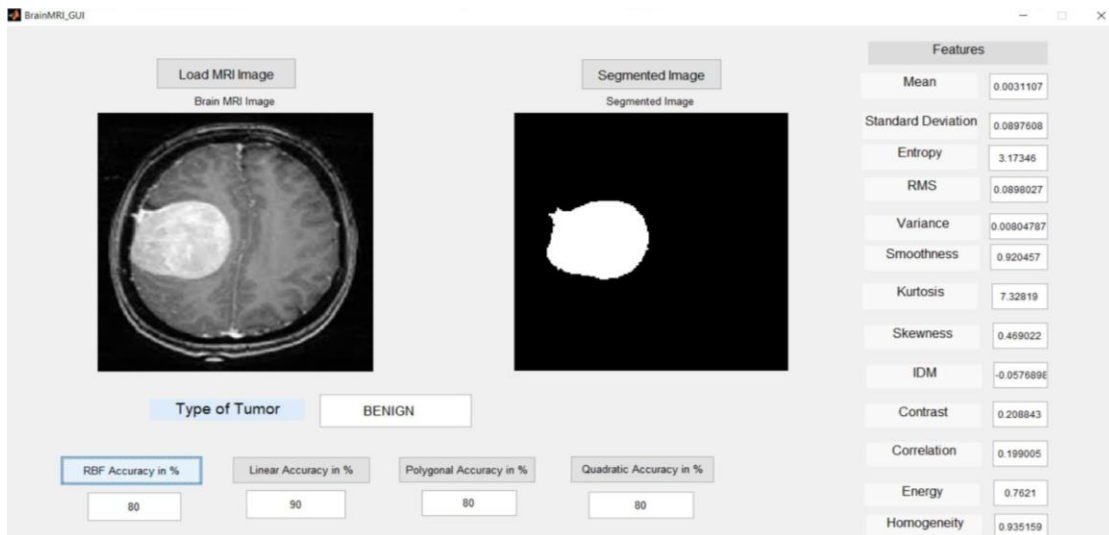 BrainMRI_GUI
Load MRI Image
Brain MRI Image
Segmented Image
Segmented Image
Features
Mean 0.0031107
Standard Deviation 0.0897608
Entropy 3.17346
RMS 0.0898027
Variance 0.00804787
Smoothness 0.920457
Kurtosis 7.32819
Skewness 0.469022
IDM -0.0576898
Contrast 0.208843
Correlation 0.199005
Energy 0.7621
Homogeneity 0.935159
Type of Tumor BENIGN
RBF Accuracy in % Linear Accuracy in % Polygonal Accuracy in % Quadratic Accuracy in %
80 90 80 80